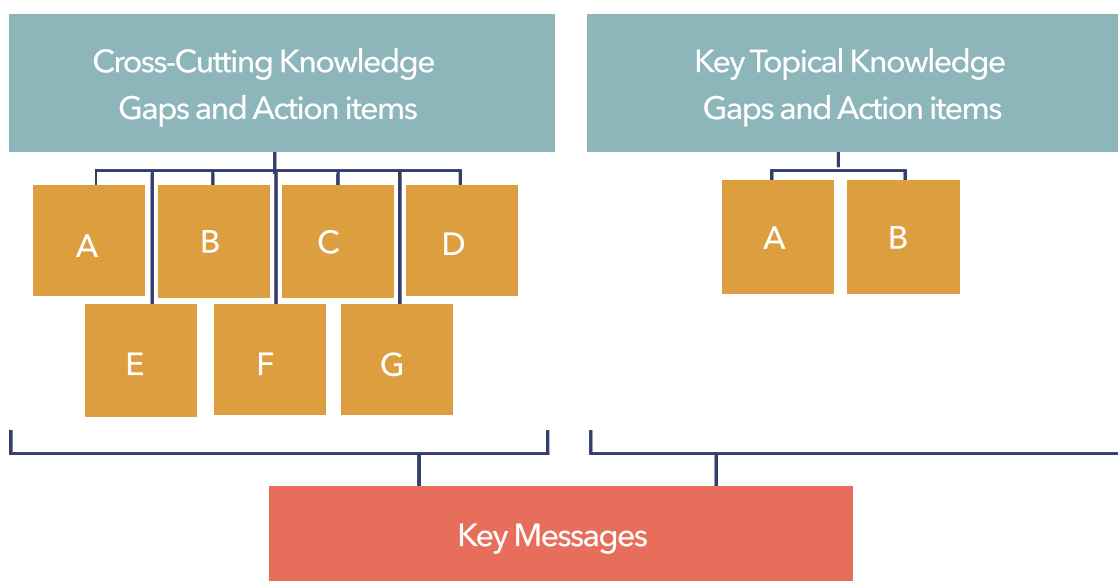 Cross-Cutting Knowledge
Gaps and Action items
Key Topical Knowledge
Gaps and Action items
A
B
C
D
E
F
G
A
B
Key Messages